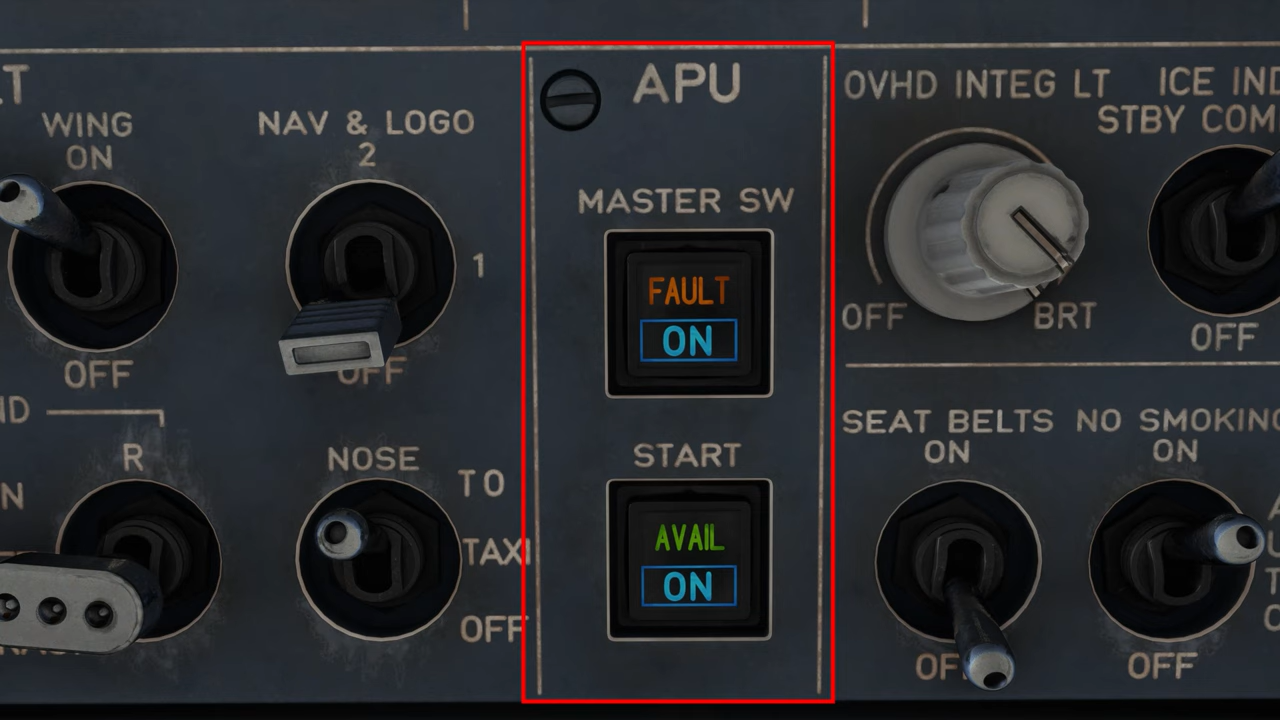 WING
ON
OFF
NAV & LOGO
2
1
OFF
R
NOSE
TO
TAXI
OFF
APU
MASTER SW
FAULT
ON
START
AVAIL
ON
OVHD INTEG LT
OFF
BRT
STBY COM
ICE IND
OFF
SEAT BELTS
ON
OFF
NO SMOKING
ON
OFF